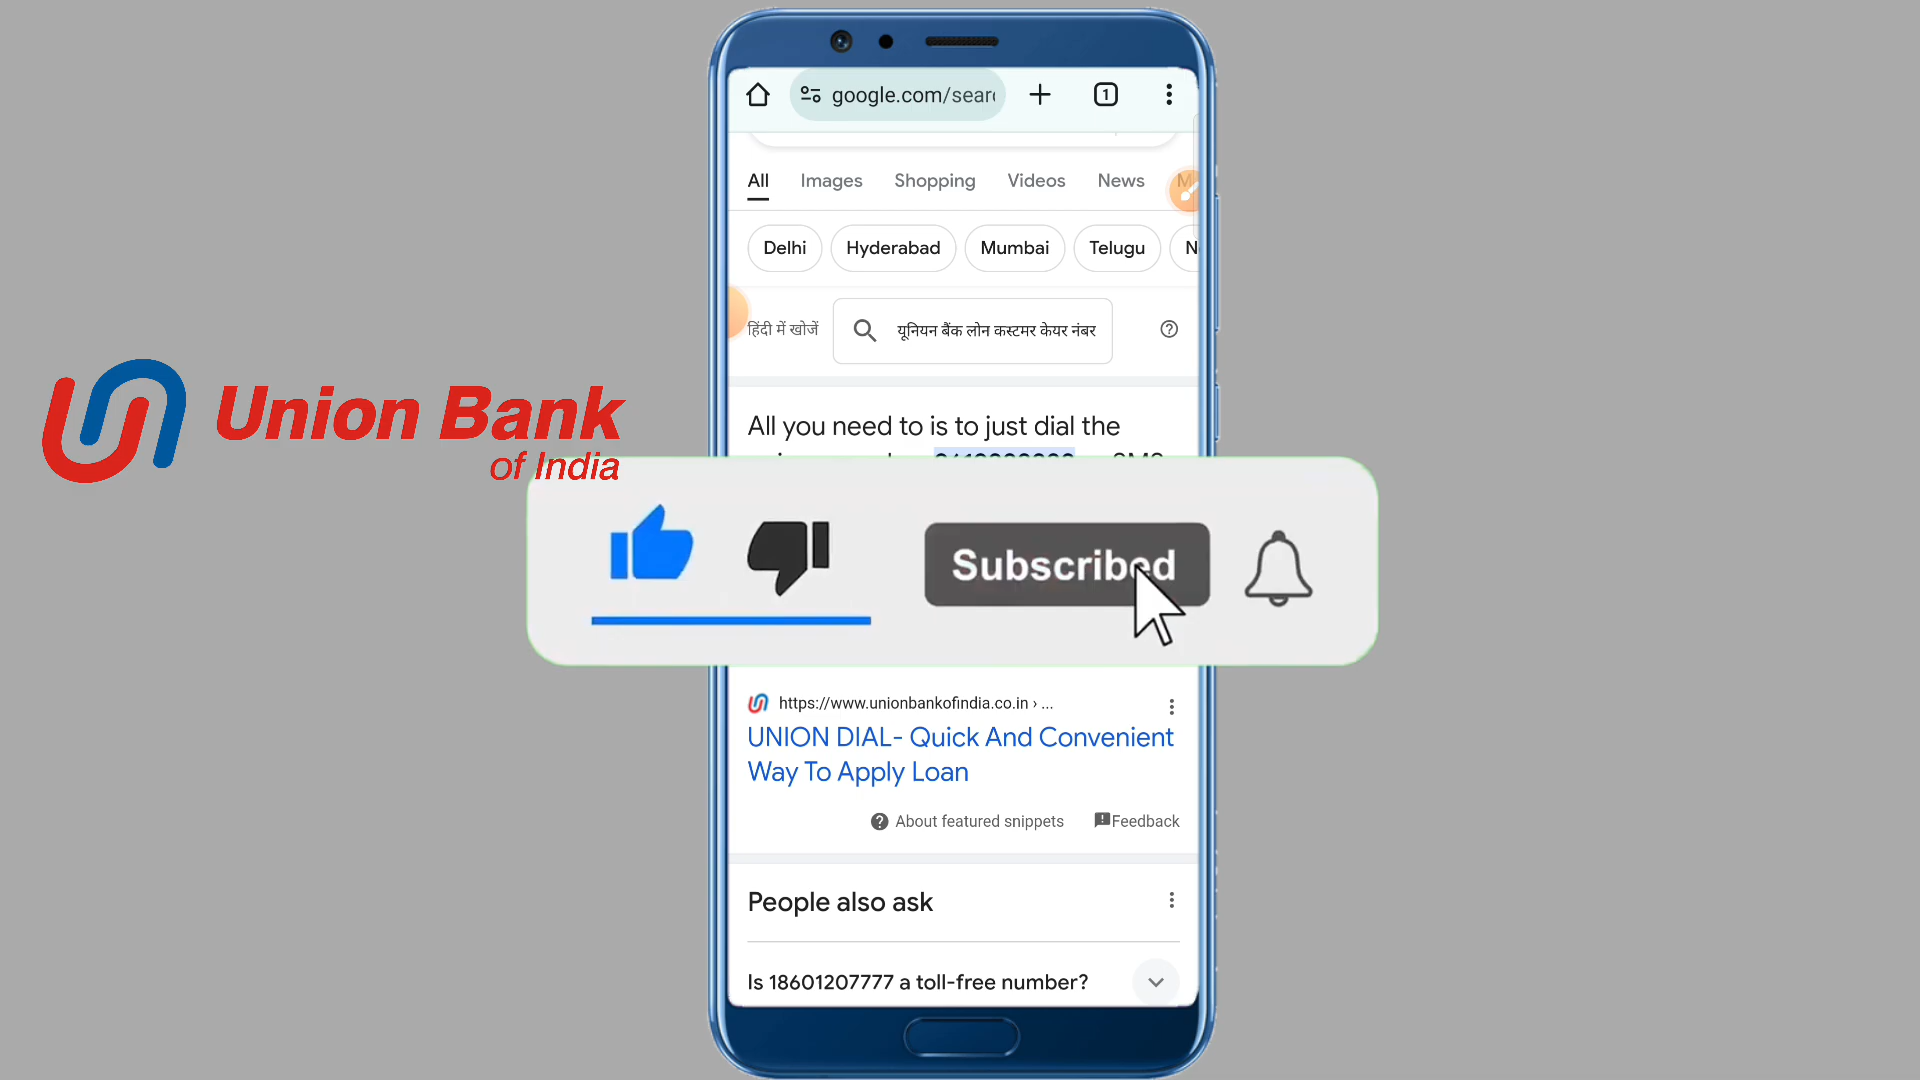 google.com/sear
All Images Shopping Videos News
Delhi Hyderabad Mumbai Telugu
हिंदी में खोजें यूनियन बैंक लोन कस्टमर केयर नंबर
Union Bank
of India
All you need to is to just dial the
SMS
Subscribed
https://www.unionbankofindia.co.in › ...
UNION DIAL- Quick And Convenient
Way To Apply Loan
About featured snippets Feedback
People also ask
Is 18601207777 a toll-free number?